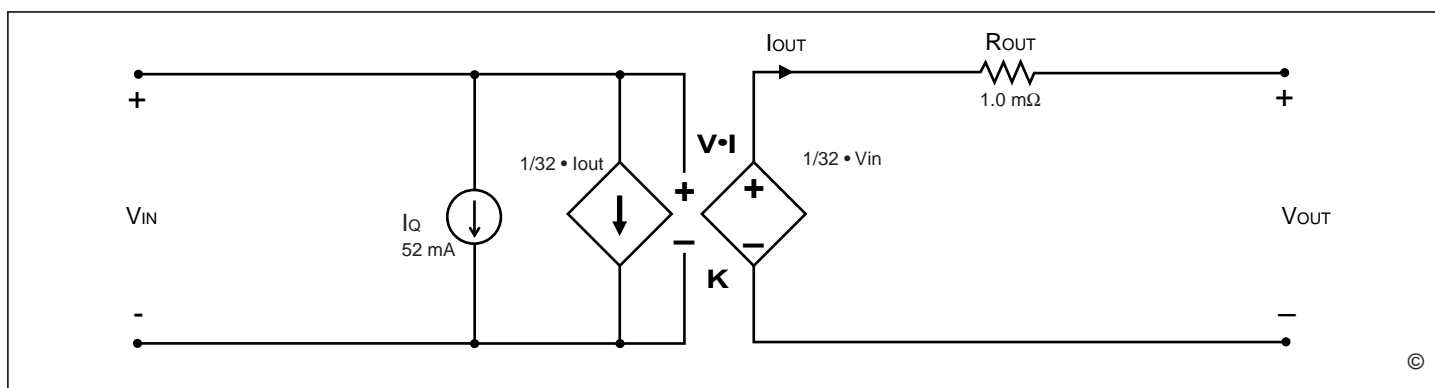 IOUT
ROUT
1.0 mΩ
+
+
V•I
1/32 • Iout
1/32 • Vin
+
+
VIN
IQ
52 mA
VOUT
–
–
K
-
–
©